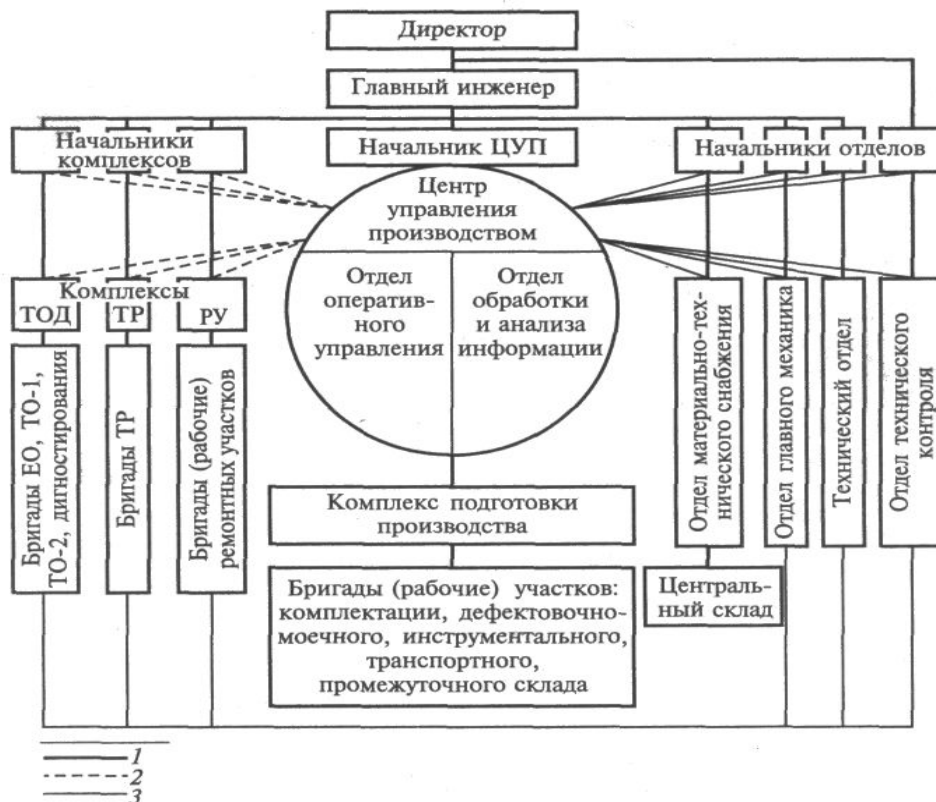 Директор
Главный инженер
Начальники
комплексов
Начальник ЦУП
Начальники отделов
Центр
управления
производством
Отдел
оператив-
ного
управления
Отдел
обработки
и анализа
информации
Комплексы
ТОД
ТР
РУ
Бригады ЕО, ТО-1,
ТО-2, дигностирования
Бригады ТР
Бригады (рабочие)
ремонтных участков
Отдел материально-тех-
нического снабжения
Отдел главного механика
Технический отдел
Отдел технического
контроля
Комплекс подготовки
производства
Бригады (рабочие) участков:
комплектации, дефектовочно-
моечного, инструментального,
транспортного,
промежуточного склада
Централь-
ный склад
1
2
3